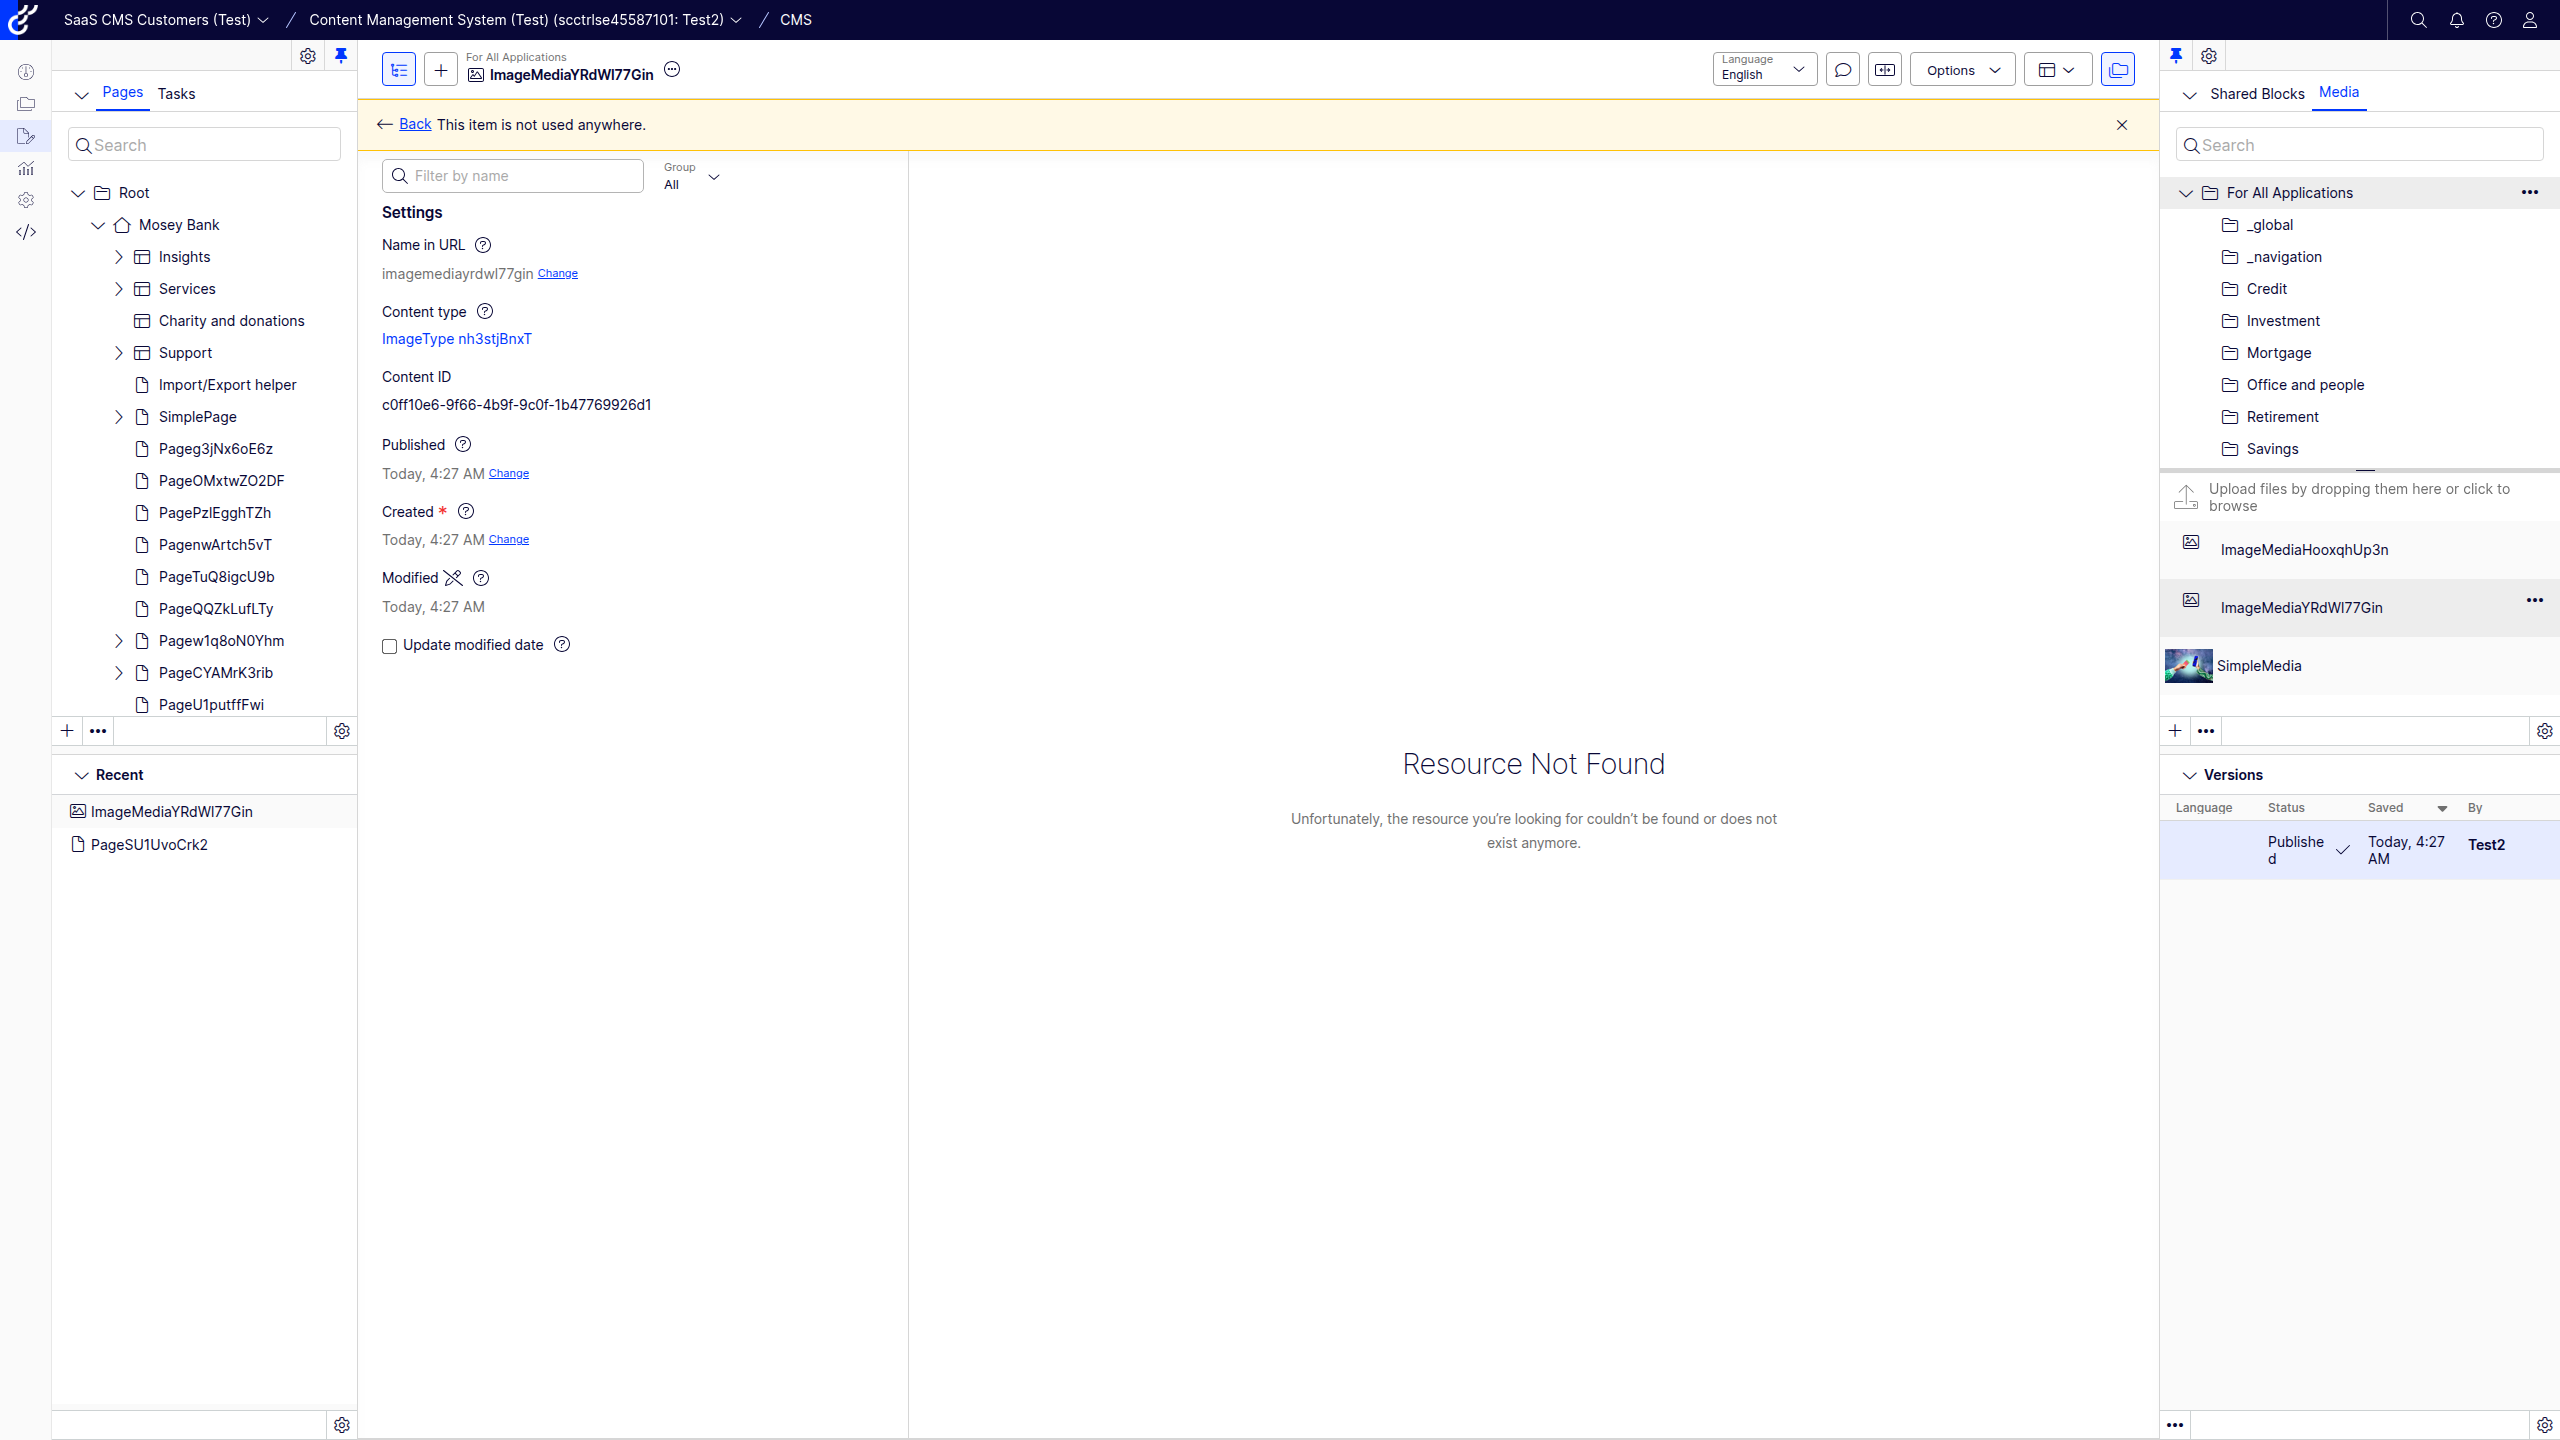 SaaS CMS Customers (Test) / Content Management System (Test) (scctrlse45587101: Test2) / CMS
Pages Tasks
Search
Root
Mosey Bank
Insights
Services
Charity and donations
Support
Import/Export helper
SimplePage
Pageg3jNx6oE6z
PageOMxtwZO2DF
PagePzlEgghTZh
PagenwArtch5vT
PageTuQ8igcU9b
PageQQZkLufLTy
Pagew1q8oN0Yhm
PageCYAMrK3rib
PageU1putffFwi
Recent
ImageMediaYRdWl77Gin
PageSU1UvoCrk2
For All Applications
ImageMediaYRdWl77Gin
Language
English
Options
Back This item is not used anywhere.
Filter by name
Group
All
Settings
Name in URL
imagemediayrdwl77gin Change
Content type
ImageType nh3stjBnxT
Content ID
c0ff10e6-9f66-4b9f-9c0f-1b47769926d1
Published
Today, 4:27 AM Change
Created *
Today, 4:27 AM Change
Modified
Today, 4:27 AM
Update modified date
Resource Not Found
Unfortunately, the resource you're looking for couldn't be found or does not
exist anymore.
Shared Blocks Media
Search
For All Applications
_global
_navigation
Credit
Investment
Mortgage
Office and people
Retirement
Savings
Upload files by dropping them here or click to
browse
ImageMediaHooxqhUp3n
ImageMediaYRdWl77Gin
SimpleMedia
Versions
Language Status Saved By
Publishe
d
Today, 4:27
AM
Test2